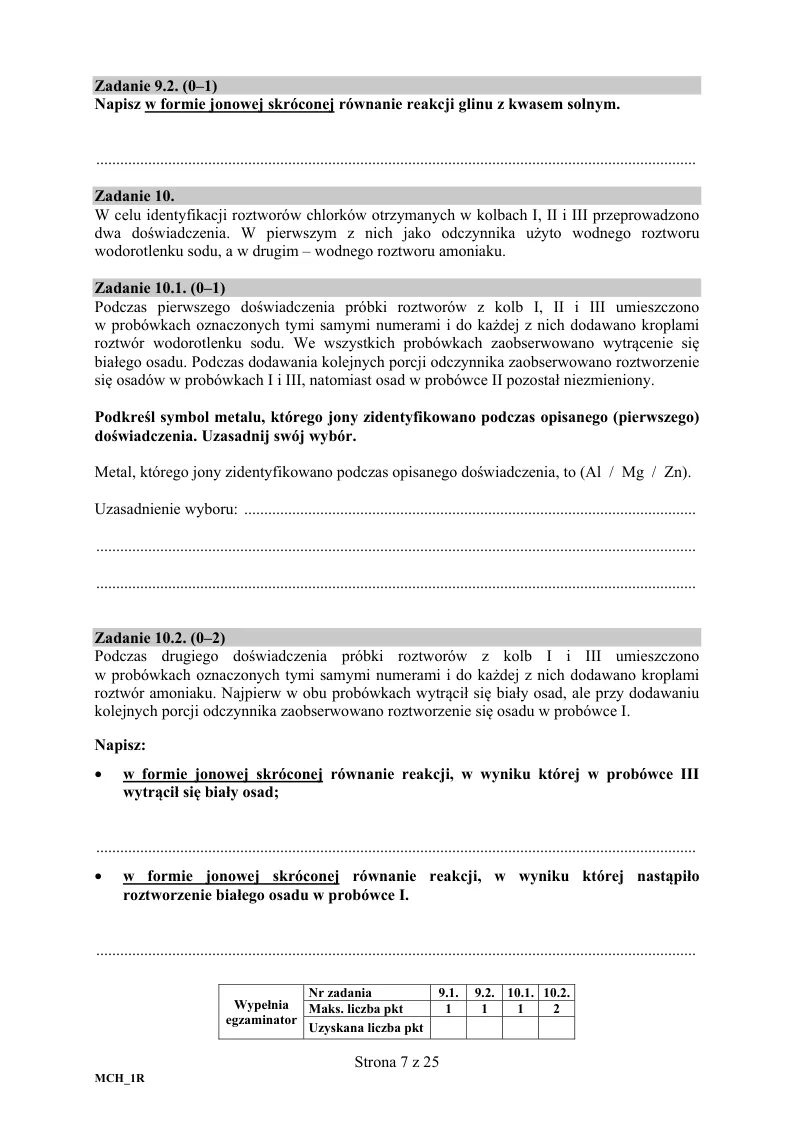 Zadanie 9.2. (0–1)
Napisz w formie jonowej skróconej równanie reakcji glinu z kwasem solnym.
......................................................................................................................................................
Zadanie 10.
W celu identyfikacji roztworów chlorków otrzymanych w kolbach I, II i III przeprowadzono
dwa doświadczenia. W pierwszym z nich jako odczynnika użyto wodnego roztworu
wodorotlenku sodu, a w drugim – wodnego roztworu amoniaku.
Zadanie 10.1. (0–1)
Podczas pierwszego doświadczenia próbki roztworów z kolb I, II i III umieszczono
w probówkach oznaczonych tymi samymi numerami i do każdej z nich dodawano kroplami
roztwór wodorotlenku sodu. We wszystkich probówkach zaobserwowano wytrącenie się
białego osadu. Podczas dodawania kolejnych porcji odczynnika zaobserwowano roztworzenie
się osadów w probówkach I i III, natomiast osad w probówce II pozostał niezmieniony.
Podkreśl symbol metalu, którego jony zidentyfikowano podczas opisanego (pierwszego)
doświadczenia. Uzasadnij swój wybór.
Metal, którego jony zidentyfikowano podczas opisanego doświadczenia, to (Al / Mg / Zn).
Uzasadnienie wyboru: .................................................................................................................
......................................................................................................................................................
......................................................................................................................................................
Zadanie 10.2. (0–2)
Podczas drugiego doświadczenia próbki roztworów z kolb I i III umieszczono
w probówkach oznaczonych tymi samymi numerami i do każdej z nich dodawano kroplami
roztwór amoniaku. Najpierw w obu probówkach wytrącił się biały osad, ale przy dodawaniu
kolejnych porcji odczynnika zaobserwowano roztworzenie się osadu w probówce I.
Napisz:
• w formie jonowej skróconej równanie reakcji, w wyniku której w probówce III
wytrącił się biały osad;
......................................................................................................................................................
• w formie jonowej skróconej równanie reakcji, w wyniku której nastąpiło
roztworzenie białego osadu w probówce I.
......................................................................................................................................................
Wypełnia egzaminator
Nr zadania 9.1. 9.2. 10.1. 10.2.
Maks. liczba pkt 1 1 1 2
Uzyskana liczba pkt
Strona 7 z 25
MCH_1R